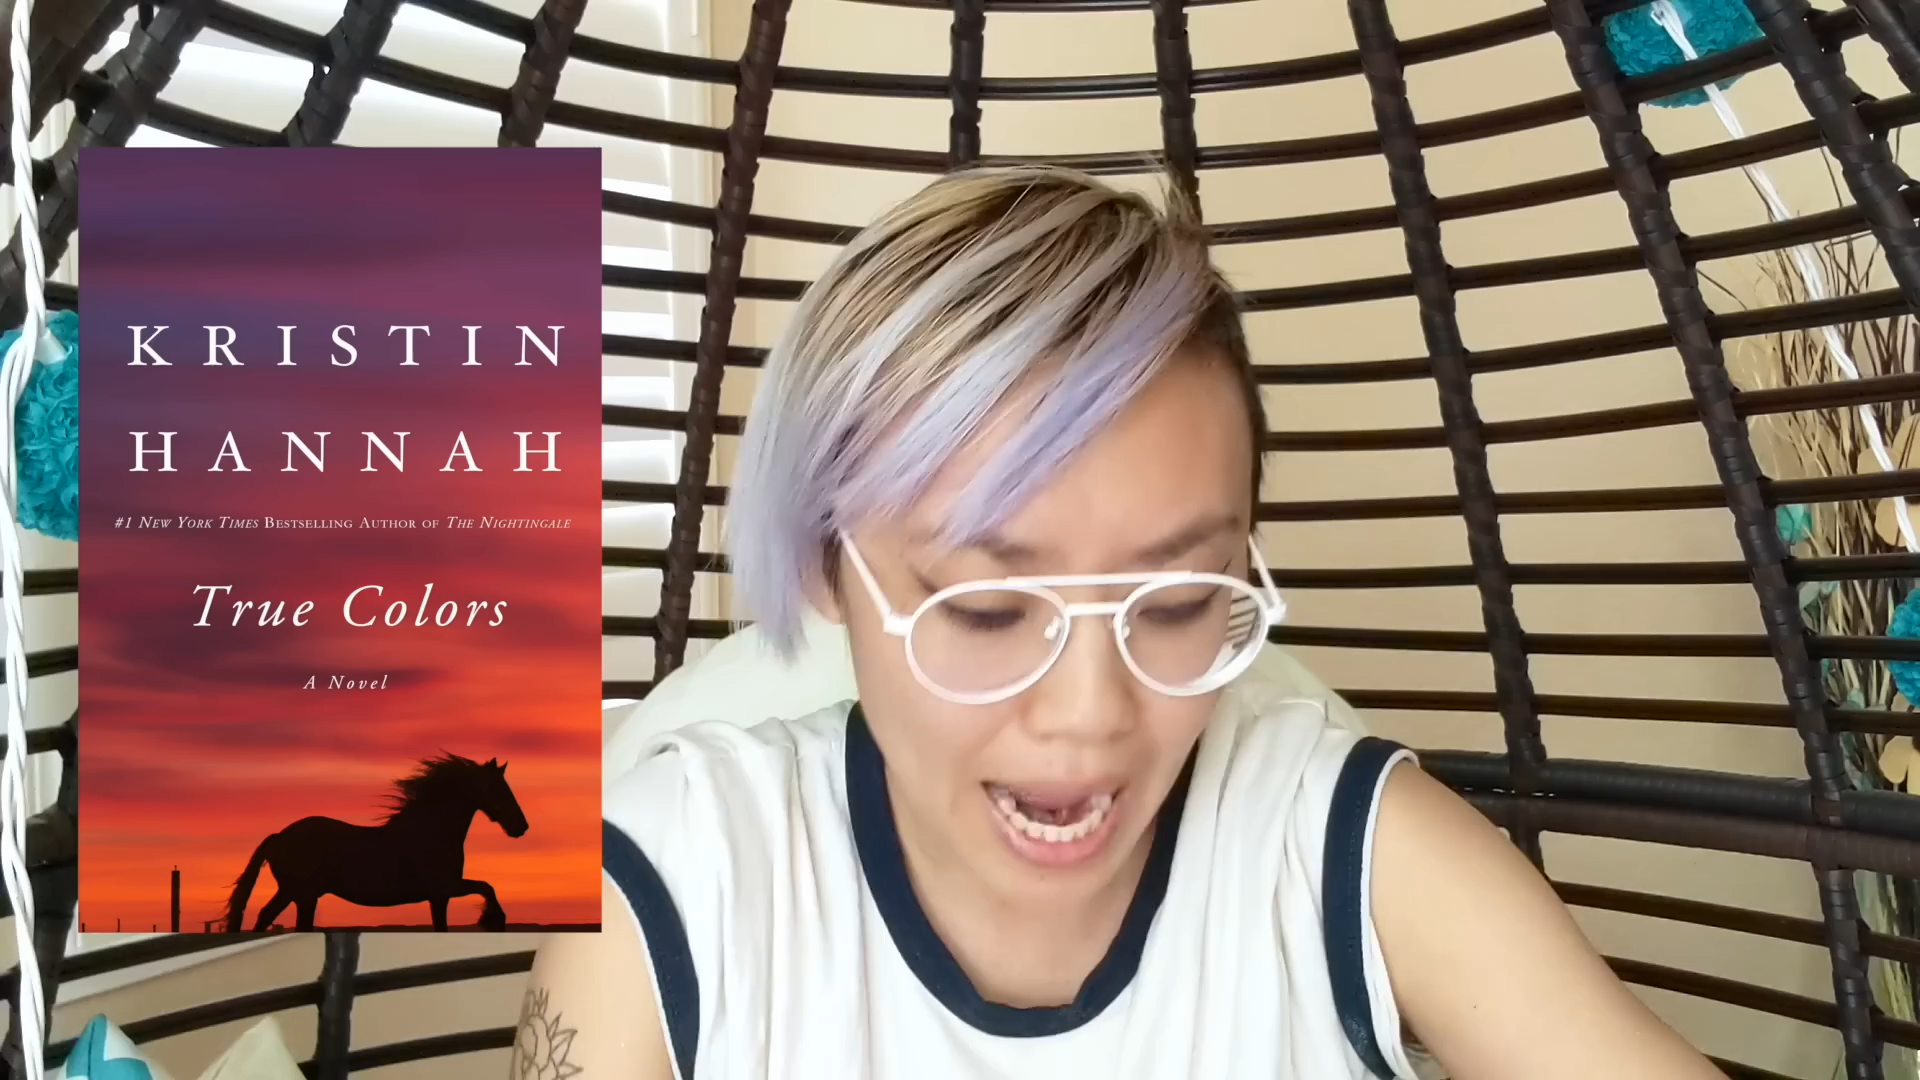 KRISTIN
HANNAH
#1 NEW YORK TIMES BESTSELLING AUTHOR OF THE NIGHTINGALE
True Colors
A Novel